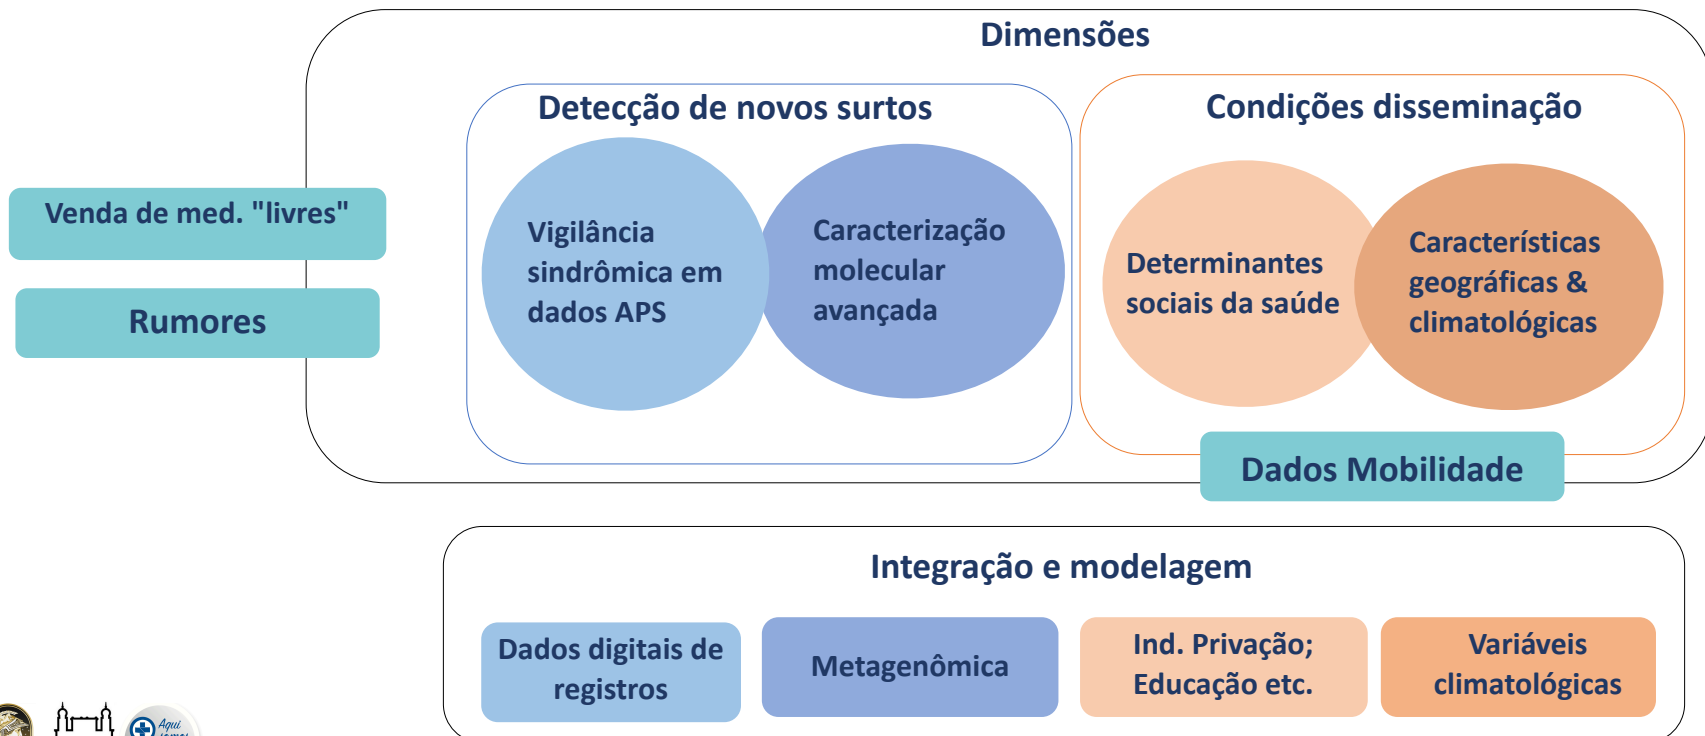 Dimensões
Detecção de novos surtos
Condições disseminação
Venda de med. "livres"
Rumores
Vigilância
sindrômica em
dados APS
Caracterização
molecular
avançada
Determinantes
sociais da saúde
Características
geográficas &
climatológicas
Dados Mobilidade
Integração e modelagem
Dados digitais de
registros
Metagenômica
Ind. Privação;
Educação etc.
Variáveis
climatológicas
Aqui